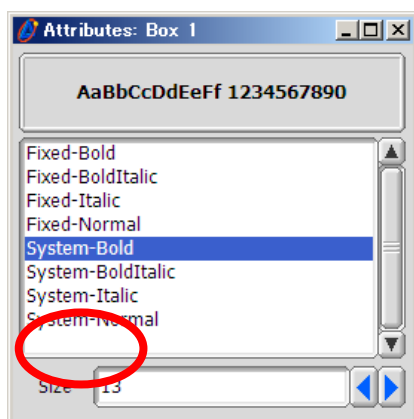 Attributes: Box 1
AaBbCcDdEeFf 1234567890
Fixed-Bold
Fixed-BoldItalic
Fixed-Italic
Fixed-Normal
System-Bold
System-BoldItalic
System-Italic
System-Normal
Size 13